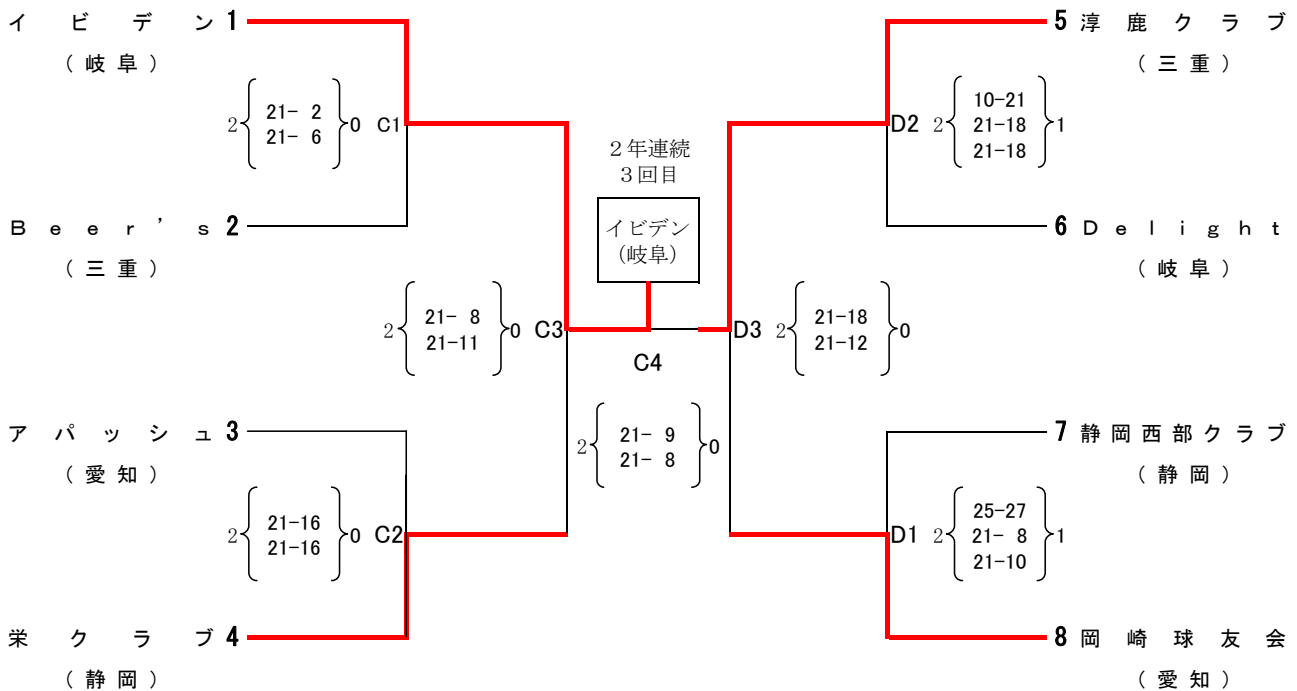 イビデン 1
(岐阜)
2 21- 2 0 C1
21- 6
Beer's 2
(三重)
2 21- 8 0 C3
21-11
アパッシュ 3
(愛知)
2 21-16 0 C2
21-16
栄クラブ 4
(静岡)
2年連続
3回目
イビデン
(岐阜)
C4
2 21- 9 0
21- 8
5 淳鹿クラブ
(三重)
D2 2 10-21 1
21-18
21-18
6 Delight
(岐阜)
D3 2 21-18 0
21-12
7 静岡西部クラブ
(静岡)
D1 2 25-27 1
21- 8
21-10
8 岡崎球友会
(愛知)